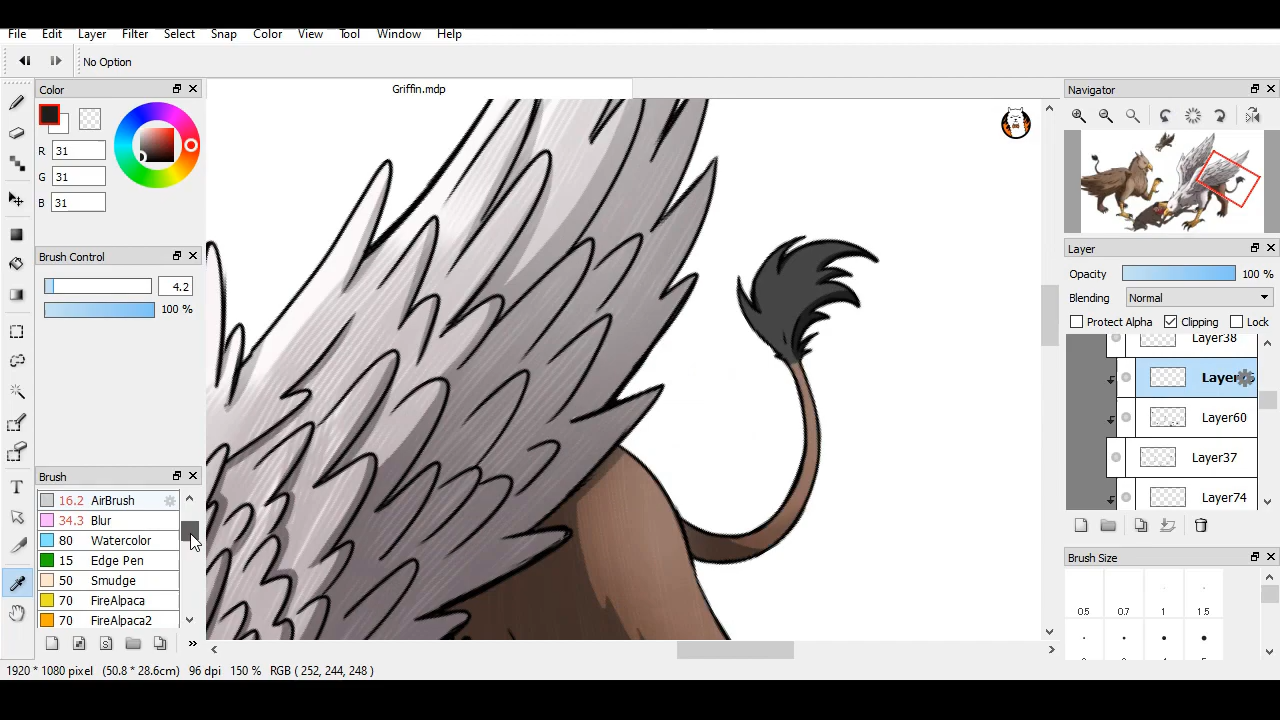 File Edit Layer Filter Select Snap Color View Tool Window Help
No Option
Color
Griffin.mdp
Navigator
R 31
G 31
B 31
Brush Control
4.2
100 %
Layer
Opacity 100 %
Blending Normal
Protect Alpha Clipping Lock
Layer38
Layer
Layer60
Layer37
Layer74
Brush
16.2 AirBrush
34.3 Blur
80 Watercolor
15 Edge Pen
50 Smudge
70 FireAlpaca
70 FireAlpaca2
Brush Size
0.5 0.7 1 1.5
1920 * 1080 pixel (50.8 * 28.6cm) 96 dpi 150 % RGB ( 252, 244, 248 )